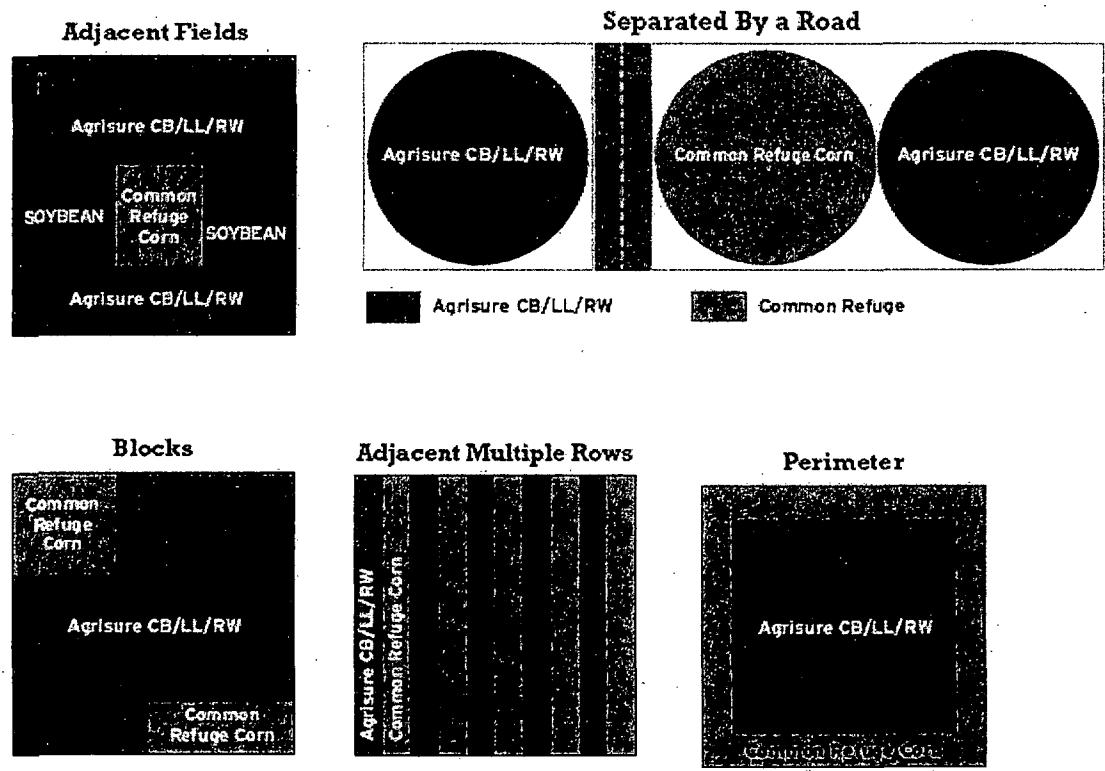 Adjacent Fields
Agrisure CB/LL/RW
SOYBEAN
Common
Refuge
Corn
SOYBEAN
Agrisure CB/LL/RW
Separated By a Road
Agrisure CB/LL/RW
Common Refuge Corn
Agrisure CB/LL/RW
Agrisure CB/LL/RW
Common Refuge
Blocks
Common
Refuge
Corn
Agrisure CB/LL/RW
Common
Refuge Corn
Adjacent Multiple Rows
Agrisure CB/LL/RW
Common Refuge Corn
Perimeter
Agrisure CB/LL/RW
Common Refuge Corn